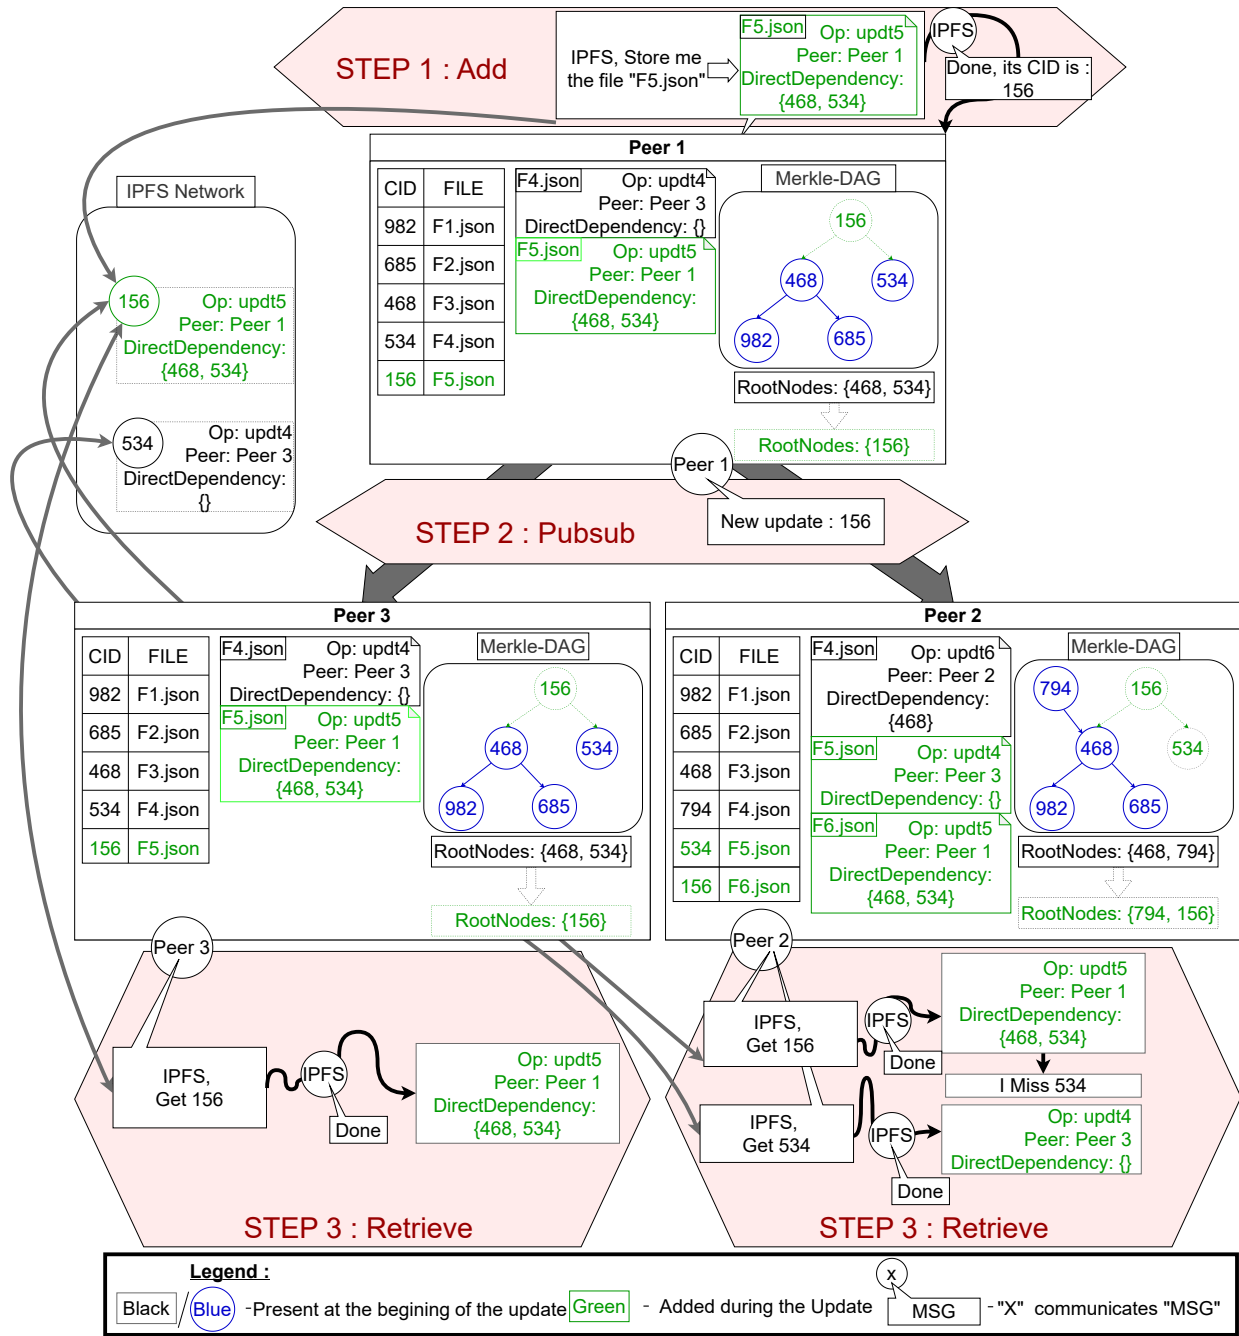 STEP 1 : Add
IPFS, Store me
the file "F5.json"
F5.json
Op: updt5
Peer: Peer 1
DirectDependency:
{468, 534}
IPFS
Done, its CID is :
156
IPFS Network
156
Op: updt5
Peer: Peer 1
DirectDependency:
{468, 534}
534
Op: updt4
Peer: Peer 3
DirectDependency:
{}
Peer 1
CID FILE
982 F1.json
685 F2.json
468 F3.json
534 F4.json
156 F5.json
F4.json
Op: updt4
Peer: Peer 3
DirectDependency: {}
F5.json
Op: updt5
Peer: Peer 1
DirectDependency:
{468, 534}
Merkle-DAG
156
468 534
982 685
RootNodes: {468, 534}
RootNodes: {156}
Peer 1
New update : 156
STEP 2 : Pubsub
Peer 3
CID FILE
982 F1.json
685 F2.json
468 F3.json
534 F4.json
156 F5.json
F4.json
Op: updt4
Peer: Peer 3
DirectDependency: {}
F5.json
Op: updt5
Peer: Peer 1
DirectDependency:
{468, 534}
Merkle-DAG
156
468 534
982 685
RootNodes: {468, 534}
RootNodes: {156}
Peer 2
CID FILE
982 F1.json
685 F2.json
468 F3.json
794 F4.json
534 F5.json
156 F6.json
F4.json
Op: updt6
Peer: Peer 2
DirectDependency:
{468}
F5.json
Op: updt4
Peer: Peer 3
DirectDependency: {}
F6.json
Op: updt5
Peer: Peer 1
DirectDependency:
{468, 534}
Merkle-DAG
794 156
468 534
982 685
RootNodes: {468, 794}
RootNodes: {794, 156}
Peer 3
IPFS,
Get 156
IPFS
Done
Op: updt5
Peer: Peer 1
DirectDependency:
{468, 534}
STEP 3 : Retrieve
Peer 2
IPFS,
Get 156
IPFS
Done
Op: updt5
Peer: Peer 1
DirectDependency:
{468, 534}
I Miss 534
IPFS,
Get 534
IPFS
Done
Op: updt4
Peer: Peer 3
DirectDependency: {}
STEP 3 : Retrieve
Legend :
Black / Blue -Present at the begining of the update Green - Added during the Update x MSG - "X" communicates "MSG"